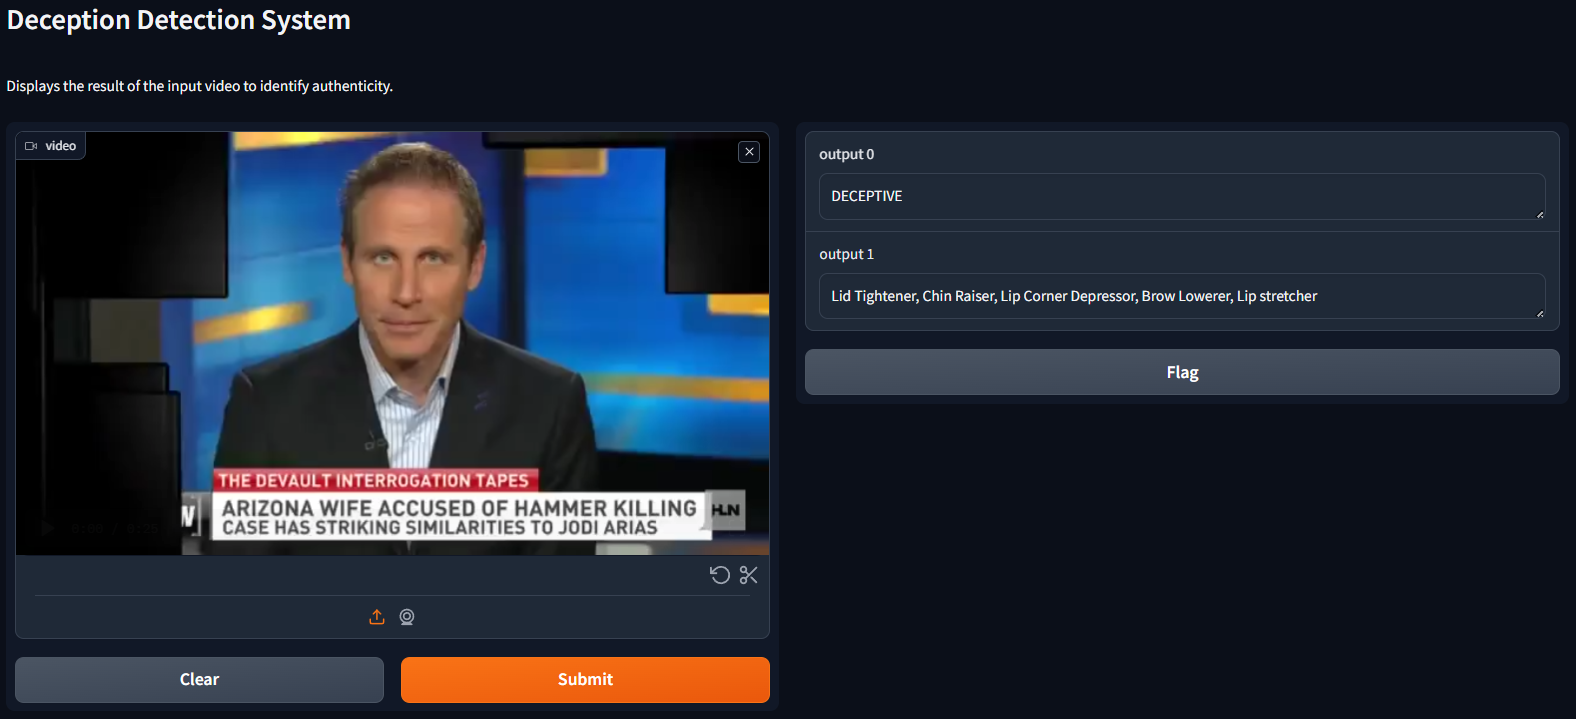 Deception Detection System
Displays the result of the input video to identify authenticity.
video
THE DEVAULT INTERROGATION TAPES
ARIZONA WIFE ACCUSED OF HAMMER KILLING
CASE HAS STRIKING SIMILARITIES TO JODI ARIAS
HLN
Clear
Submit
output 0
DECEPTIVE
output 1
Lid Tightener, Chin Raiser, Lip Corner Depressor, Brow Lowerer, Lip stretcher
Flag